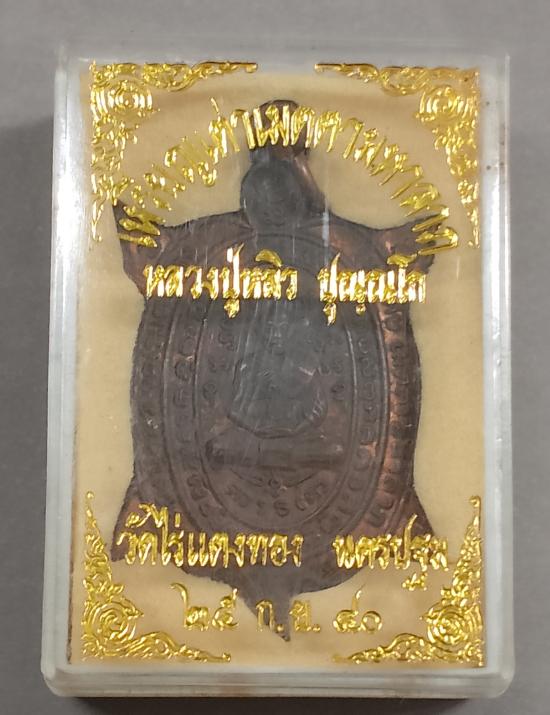 เหรียญเต่าเมตตามหาลาภ
หลวงปู่หลิว ปุณฺณโก
วัดไร่แตงทอง นครปฐม
๒๕ ก.ย. ๔๐